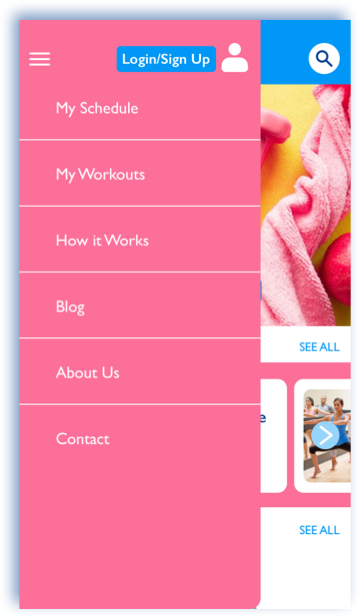 Login/Sign Up
My Schedule
My Workouts
How it Works
Blog
SEE ALL
About Us
e
Contact
SEE ALL